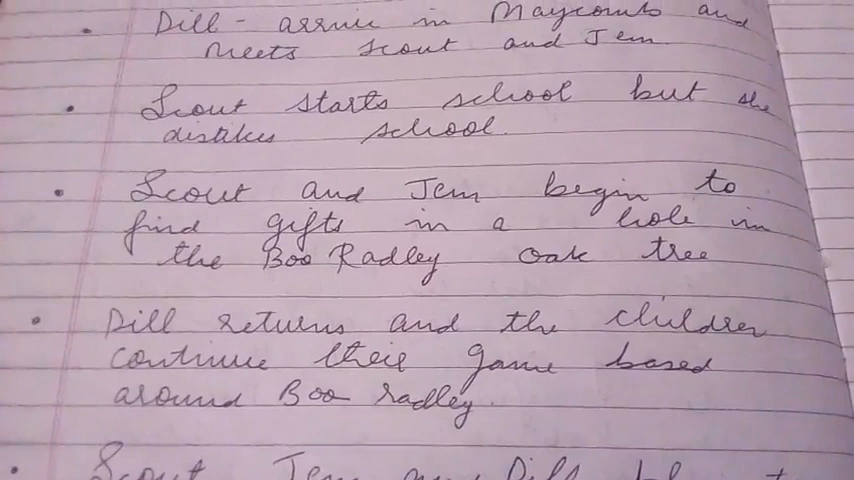 Dill - arrive in Maycomb and
meets Scout and Jem.
Scout starts school but she
dislikes school.
Scout and Jem begin to
find gifts in a hole in
the Boo Radley oak tree
Dill returns and the children
continue their game based
around Boo radley.
Scout, Jem and Dill